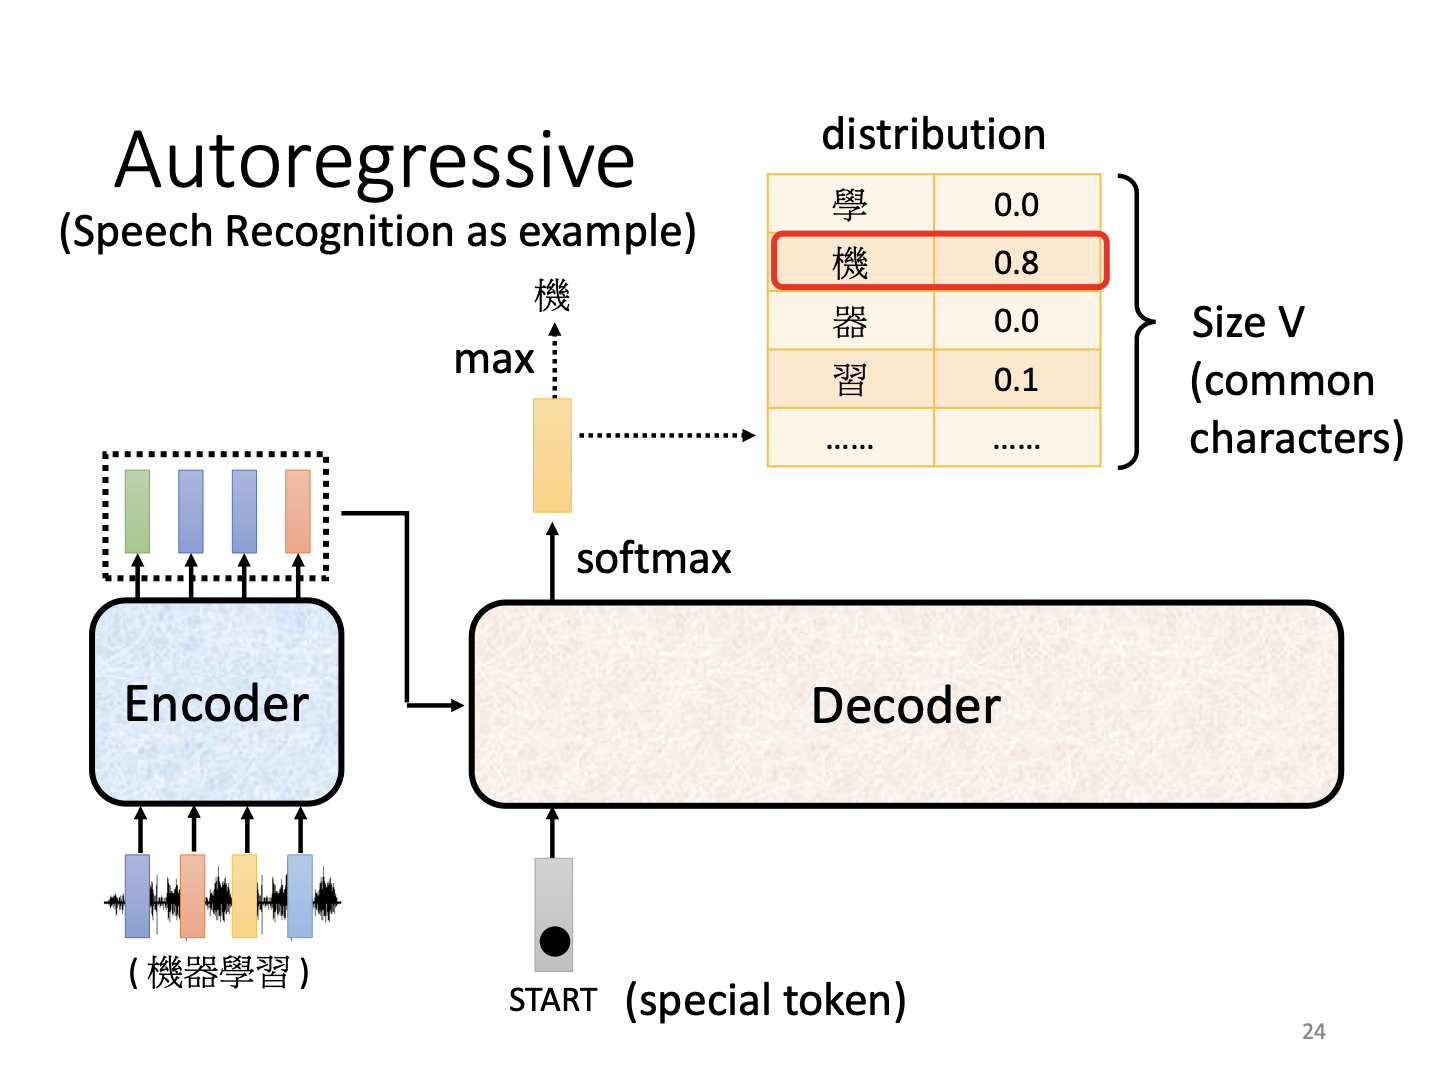 Autoregressive
(Speech Recognition as example)
distribution
學 0.0
機 0.8
器 0.0
習 0.1
…… ……
Size V
(common
characters)
機
max
softmax
Encoder
Decoder
( 機器學習 )
START (special token)
24